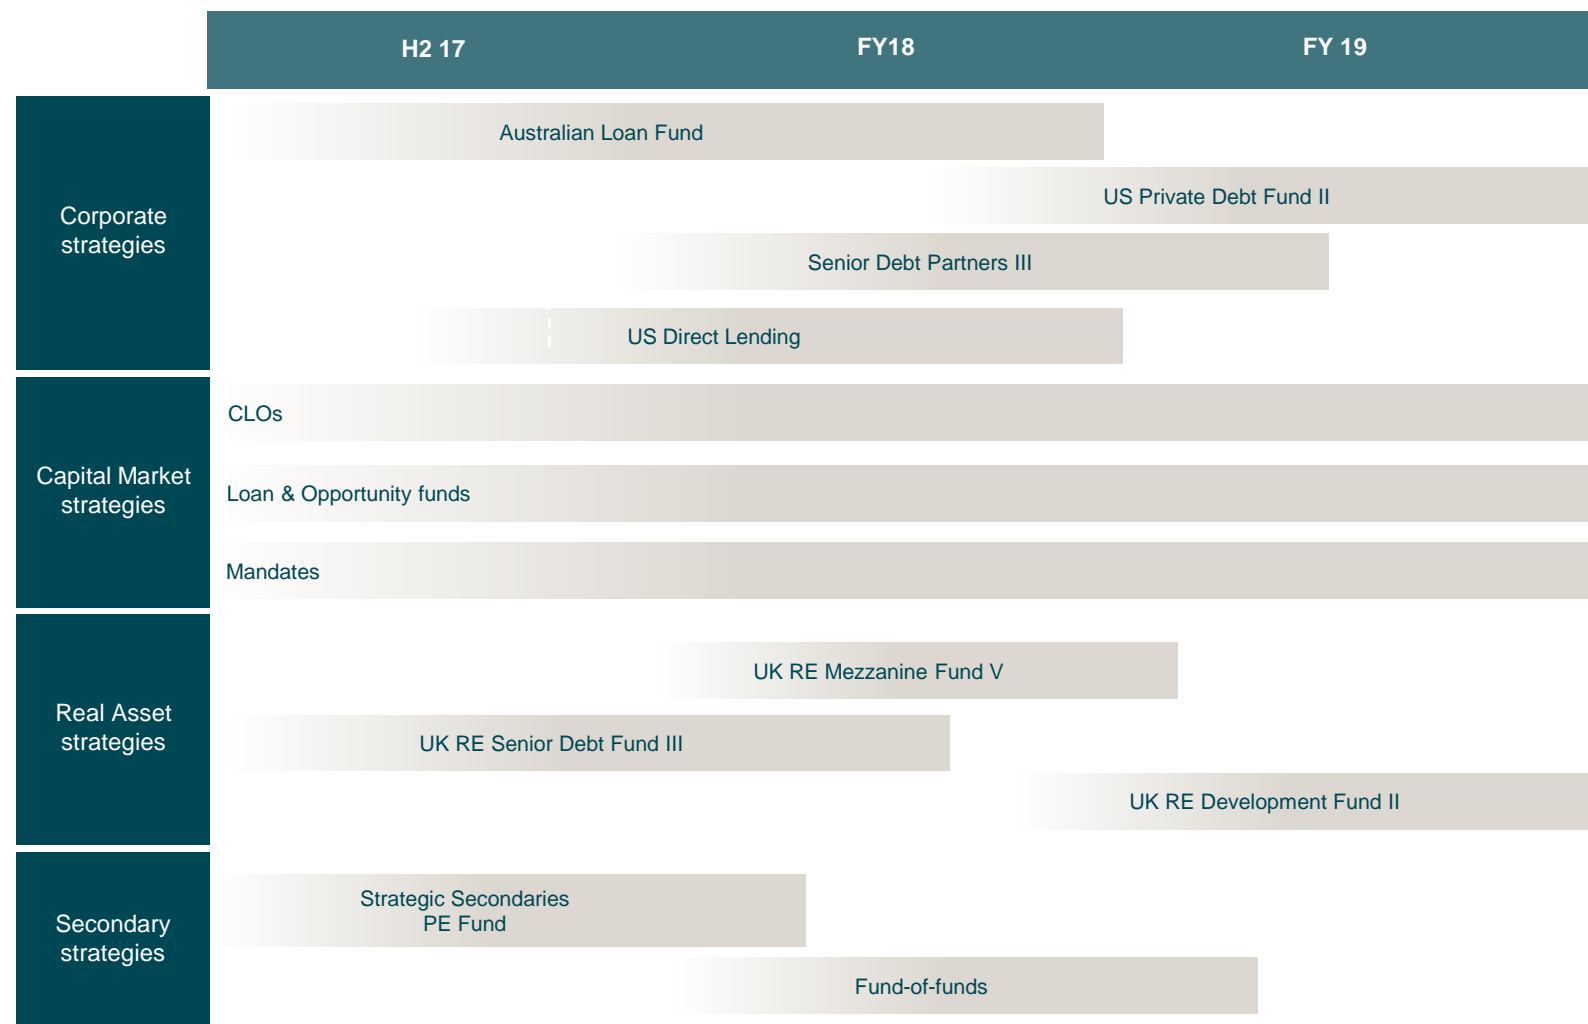 H2 17
FY18
FY 19
Corporate
strategies
Australian Loan Fund
US Private Debt Fund II
Senior Debt Partners III
US Direct Lending
Capital Market
strategies
CLOs
Loan & Opportunity funds
Mandates
Real Asset
strategies
UK RE Mezzanine Fund V
UK RE Senior Debt Fund III
UK RE Development Fund II
Secondary
strategies
Strategic Secondaries
PE Fund
Fund-of-funds